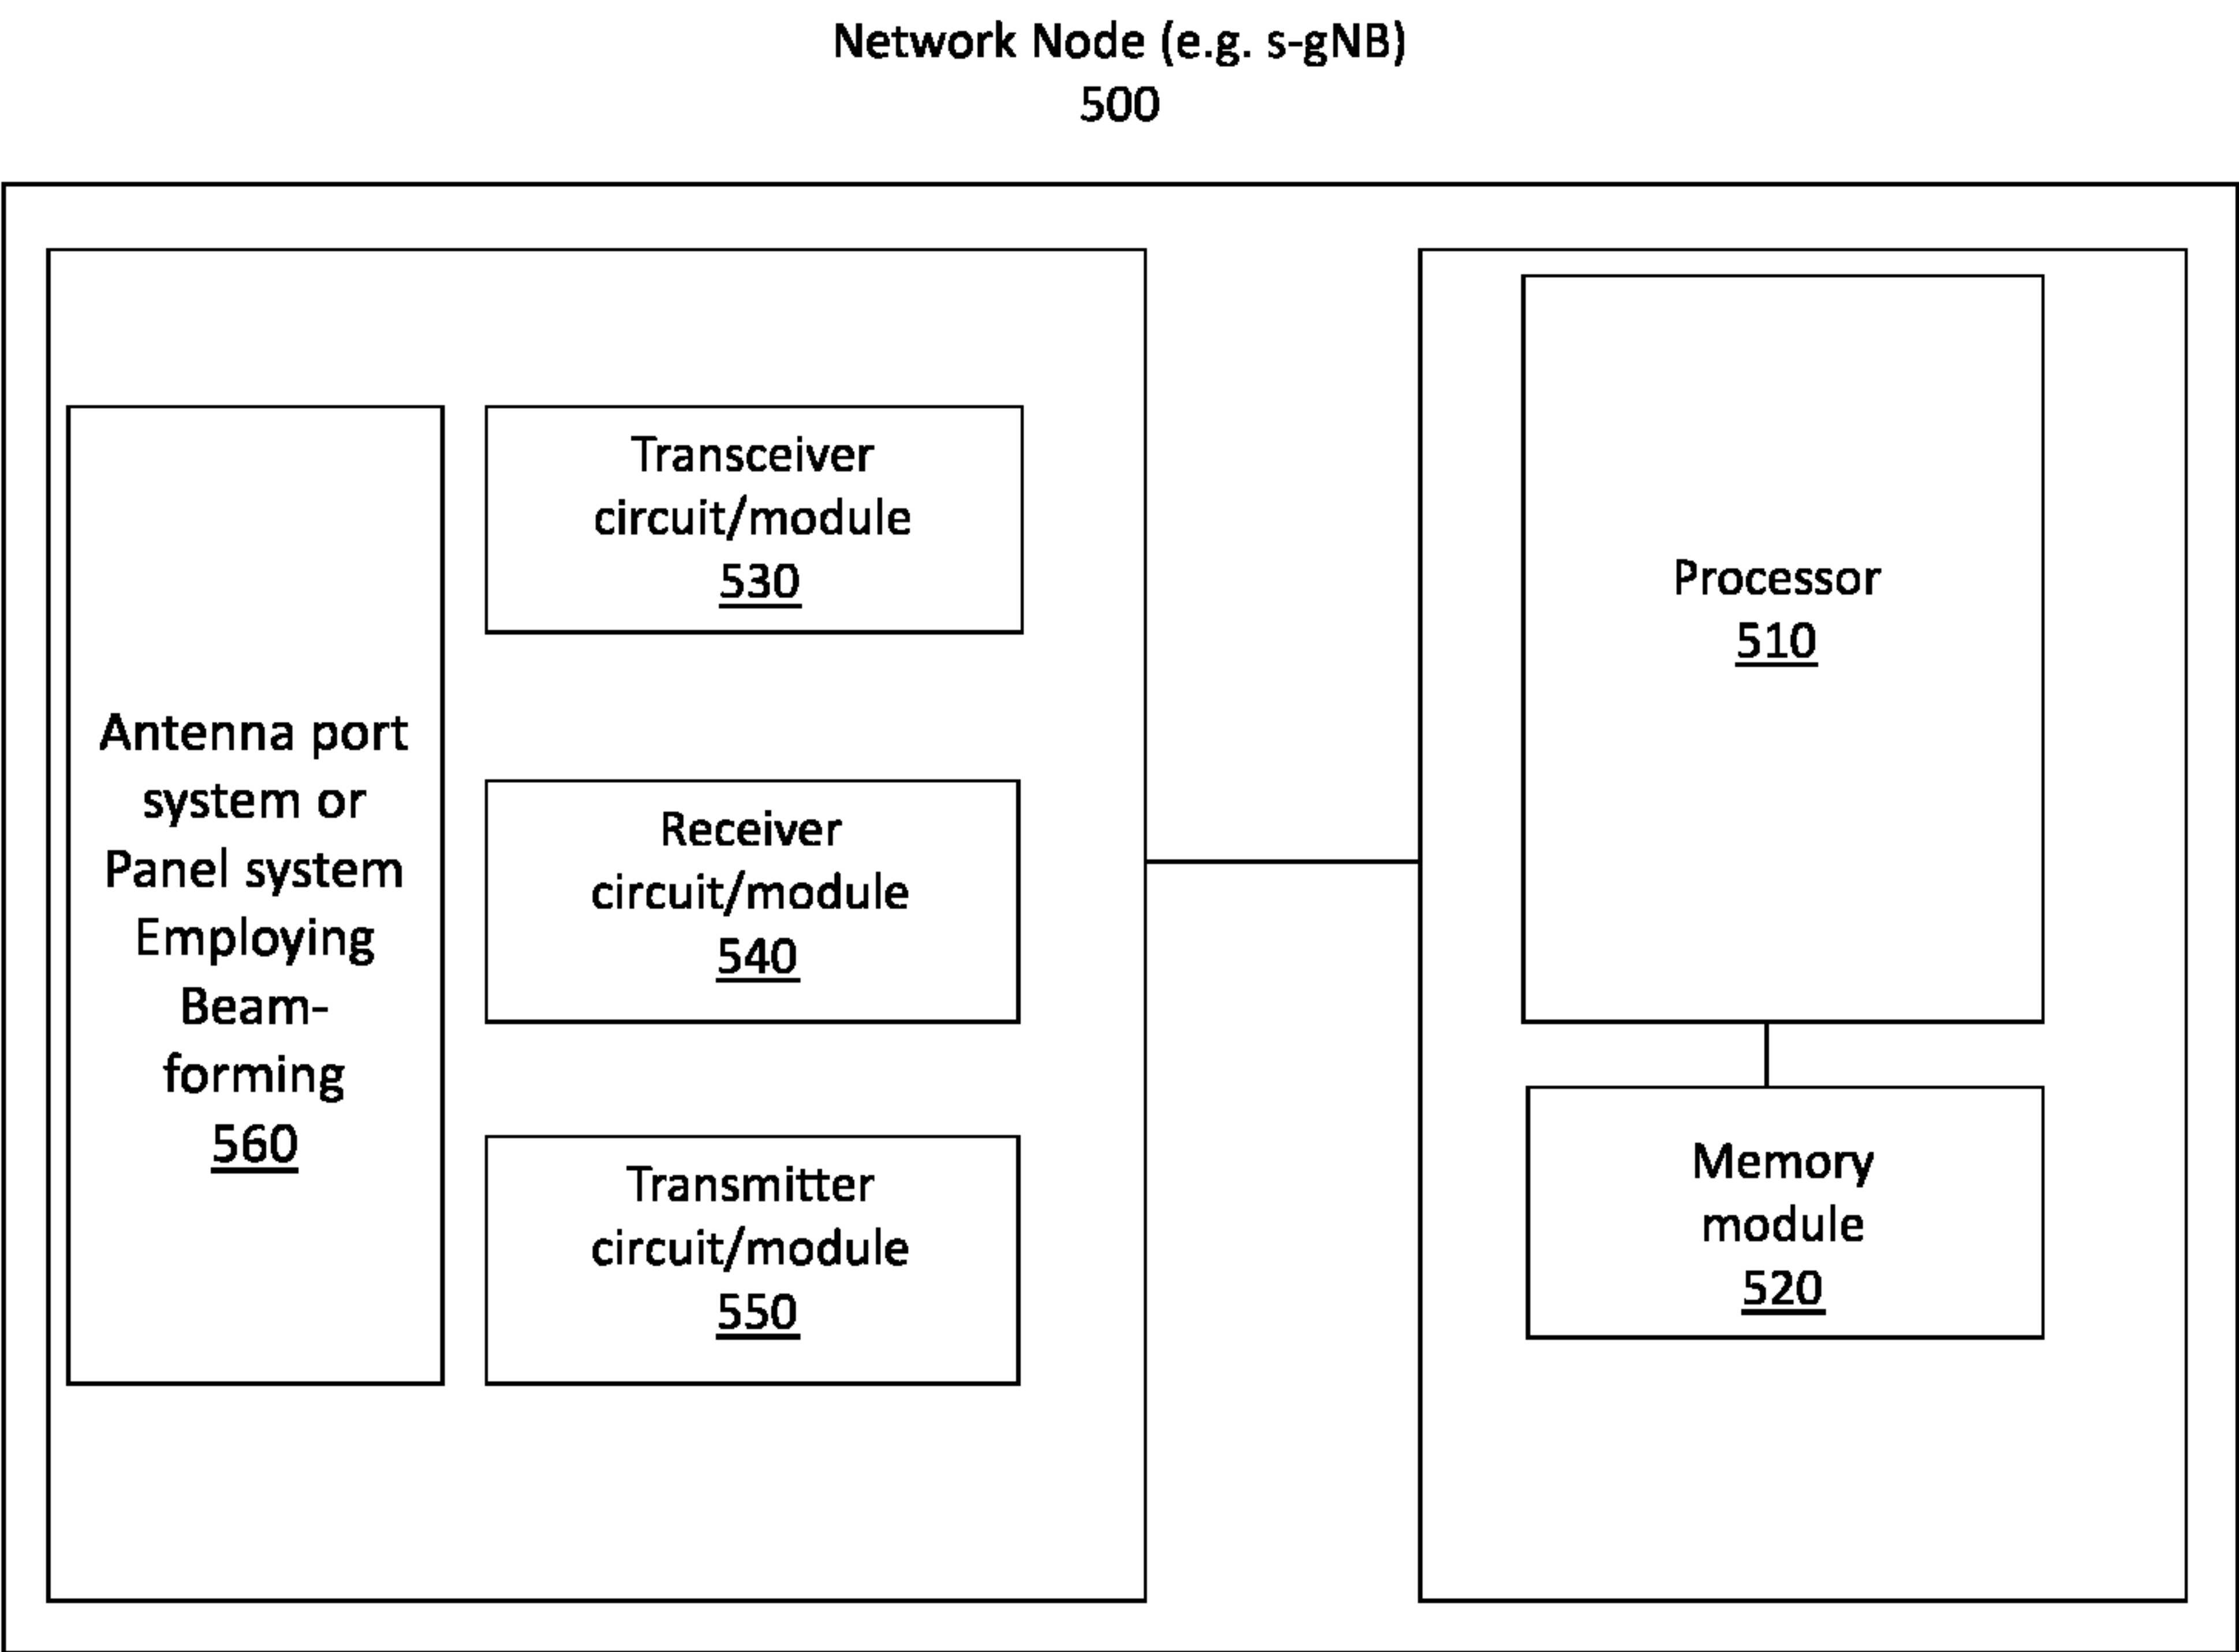 Network Node (e.g. s-gNB)
500
Antenna port
system or
Panel system
Employing
Beam-
forming
560
Transceiver
circuit/module
530
Receiver
circuit/module
540
Transmitter
circuit/module
550
Processor
510
Memory
module
520